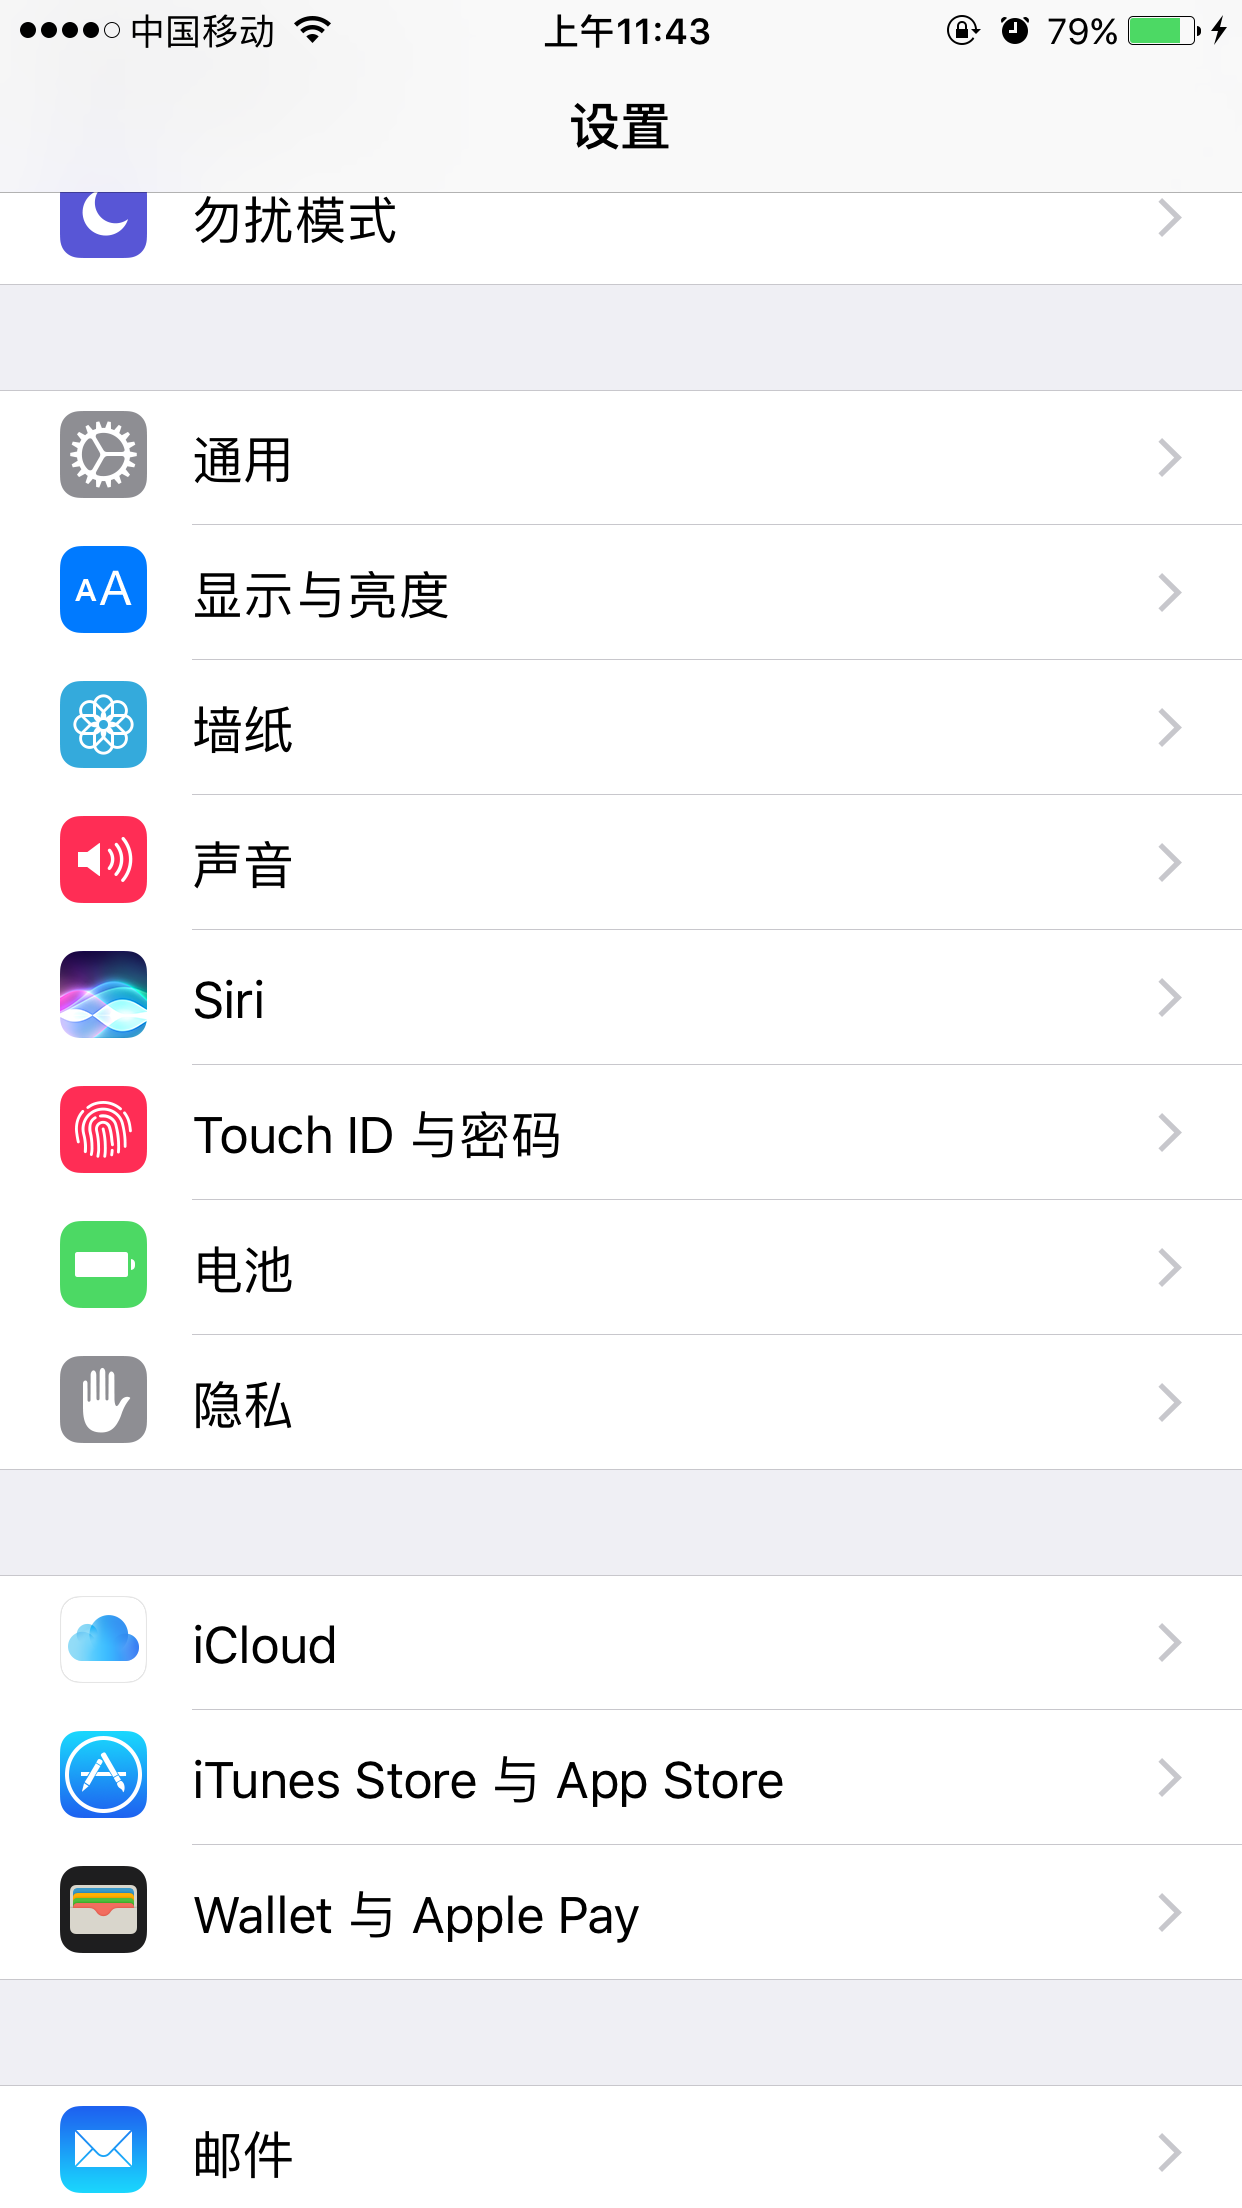 中国移动 上午11:43 79%
设置
勿扰模式
通用
AA 显示与亮度
墙纸
声音
Siri
Touch ID 与密码
电池
隐私
iCloud
iTunes Store 与 App Store
Wallet 与 Apple Pay
邮件